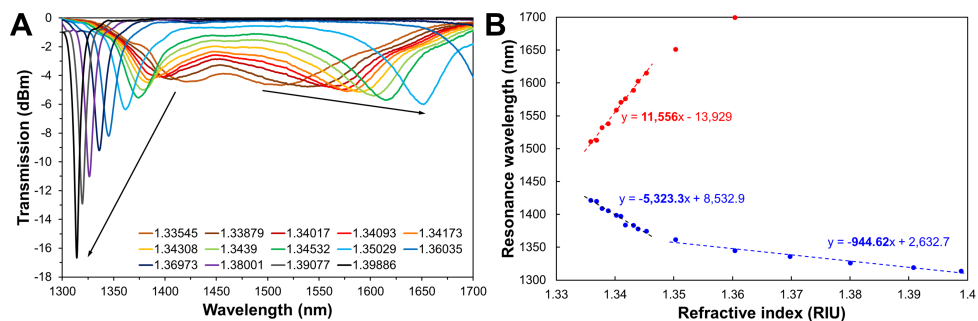 A
Transmission (dBm)
0
-2
-4
-6
-8
-10
-12
-14
-16
-18
1.33545 1.33879 1.34017 1.34093 1.34173
1.34308 1.3439 1.34532 1.35029 1.36035
1.36973 1.38001 1.39077 1.39886
1300 1350 1400 1450 1500 1550 1600 1650 1700
Wavelength (nm)
B
Resonance wavelength (nm)
1700
1650
1600
1550
1500
1450
1400
1350
1300
y = 11,556x - 13,929
y = -5,323.3x + 8,532.9
y = -944.62x + 2,632.7
1.33 1.34 1.35 1.36 1.37 1.38 1.39 1.4
Refractive index (RIU)